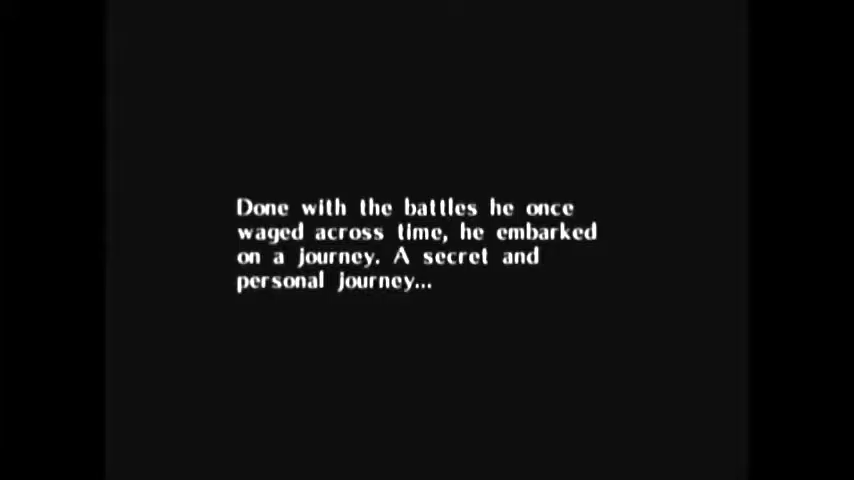 Done with the battles he once
waged across time, he embarked
on a journey. A secret and
personal journey...